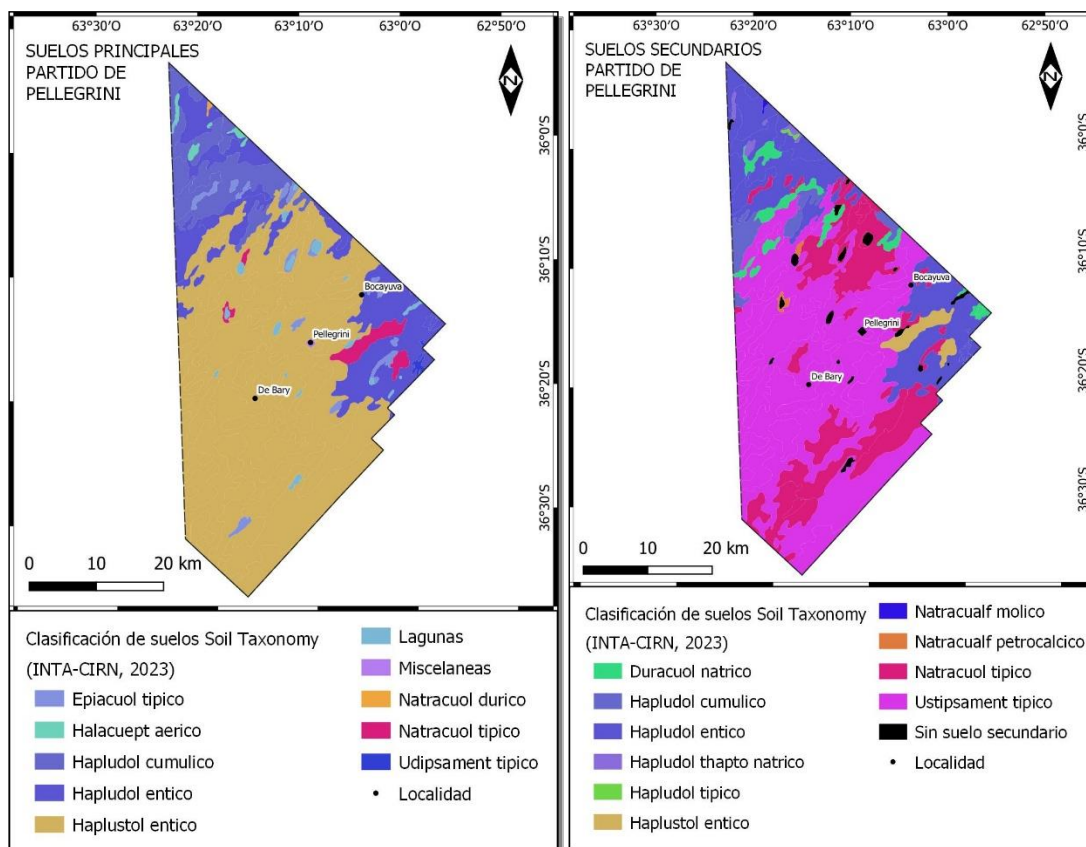 63°30'O 63°20'O 63°10'O 63°0'O 62°50'O
SUELOS PRINCIPALES
PARTIDO DE
PELLEGRINI
N
36°0'S
36°10'S
36°20'S
36°30'S
Bocayuva
Pellegrini
De Bary
0 10 20 km
Clasificación de suelos Soil Taxonomy
(INTA-CIRN, 2023)
Epiacuol tipico
Halacuept aerico
Hapludol cumulico
Hapludol entico
Haplustol entico
Lagunas
Miscelaneas
Natracuol durico
Natracuol tipico
Udipsament tipico
Localidad
63°30'O 63°20'O 63°10'O 63°0'O 62°50'O
SUELOS SECUNDARIOS
PARTIDO DE
PELLEGRINI
N
36°0'S
36°10'S
36°20'S
36°30'S
Bocayuva
Pellegrini
De Bary
0 10 20 km
Clasificación de suelos Soil Taxonomy
(INTA-CIRN, 2023)
Duracuol natrico
Hapludol cumulico
Hapludol entico
Hapludol thapto natrico
Hapludol tipico
Haplustol entico
Natracualf molico
Natracualf petrocalcico
Natracuol tipico
Ustipsament tipico
Sin suelo secundario
Localidad